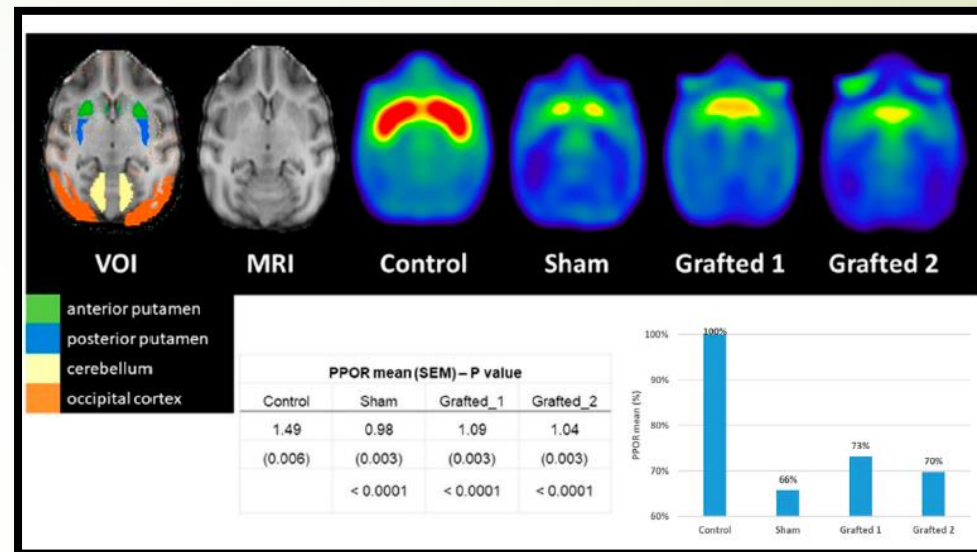 VOI MRI Control Sham Grafted 1 Grafted 2
anterior putamen
posterior putamen
cerebellum
occipital cortex
PPOR mean (SEM) – P value
Control Sham Grafted_1 Grafted_2
1.49 0.98 1.09 1.04
(0.006) (0.003) (0.003) (0.003)
< 0.0001 < 0.0001 < 0.0001
PPOR mean (%)
100%
90%
80%
70%
60%
100%
66%
73%
70%
Control Sham Grafted 1 Grafted 2